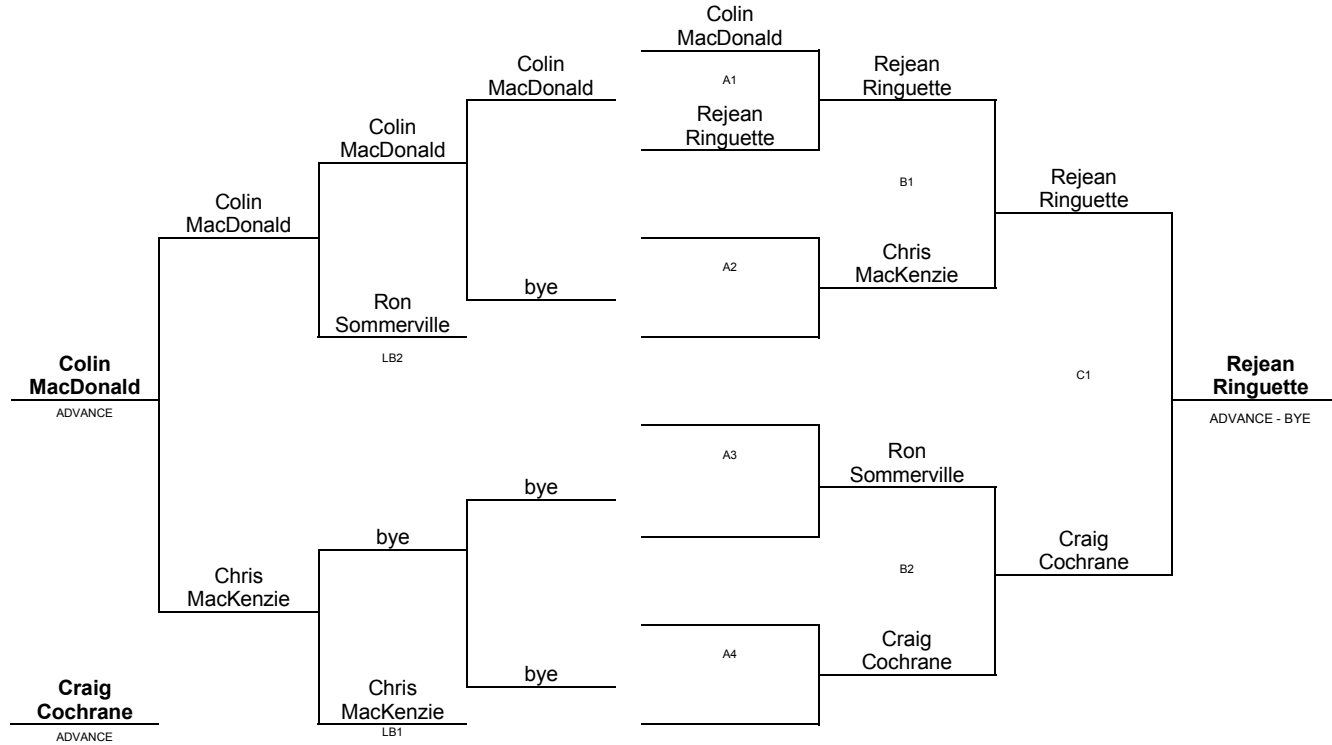 Colin
MacDonald
Colin
MacDonald
A1
Rejean
Ringuette
Rejean
Ringuette
Colin
MacDonald
B1
Rejean
Ringuette
Colin
MacDonald
A2
Chris
MacKenzie
bye
Ron
Sommerville
LB2
Colin
MacDonald
ADVANCE
C1
Rejean
Ringuette
ADVANCE - BYE
A3
Ron
Sommerville
bye
bye
B2
Craig
Cochrane
Chris
MacKenzie
A4
Craig
Cochrane
bye
Craig
Cochrane
ADVANCE
Chris
MacKenzie
LB1